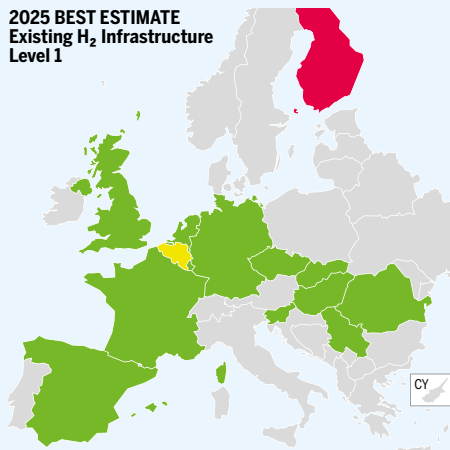 2025 BEST ESTIMATE
Existing H₂ Infrastructure
Level 1
CY